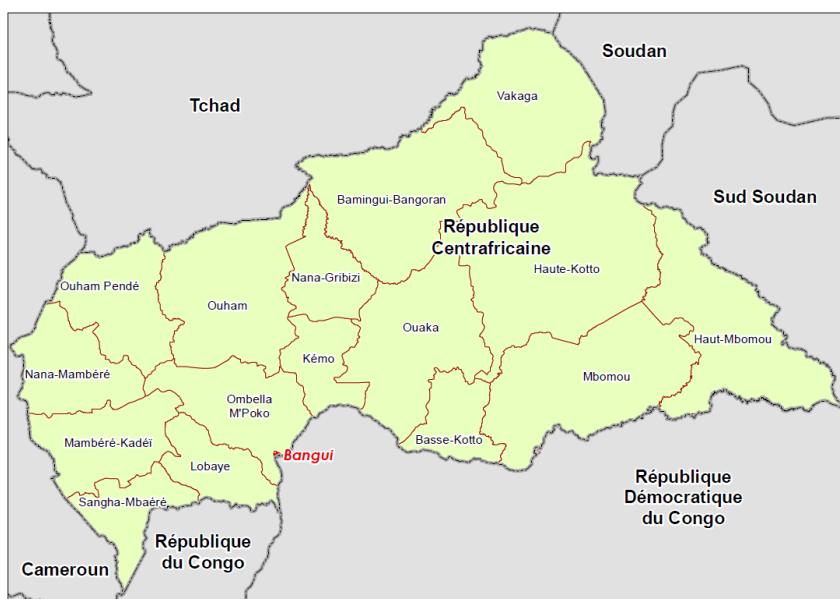 Soudan
Tchad
Vakaga
Sud Soudan
Bamingui-Bangoran
République
Centrafricaine
Haute-Kotto
Nana-Gribizi
Ouham Pendé
Ouham
Ouaka
Haut-Mbomou
Kémo
Nana-Mambéré
Mbomou
Ombella
M'Poko
Mambéré-Kadéï
Basse-Kotto
Bangui
Lobaye
Sangha-Mbaéré
République
Démocratique
du Congo
République
du Congo
Cameroun